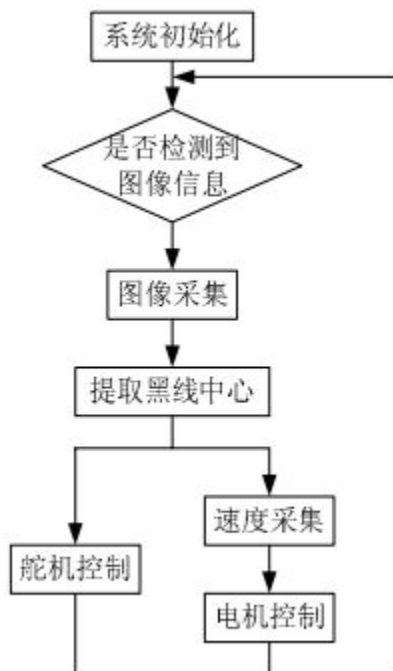 系统初始化
是否检测到
图像信息
图像采集
提取黑线中心
速度采集
舵机控制
电机控制